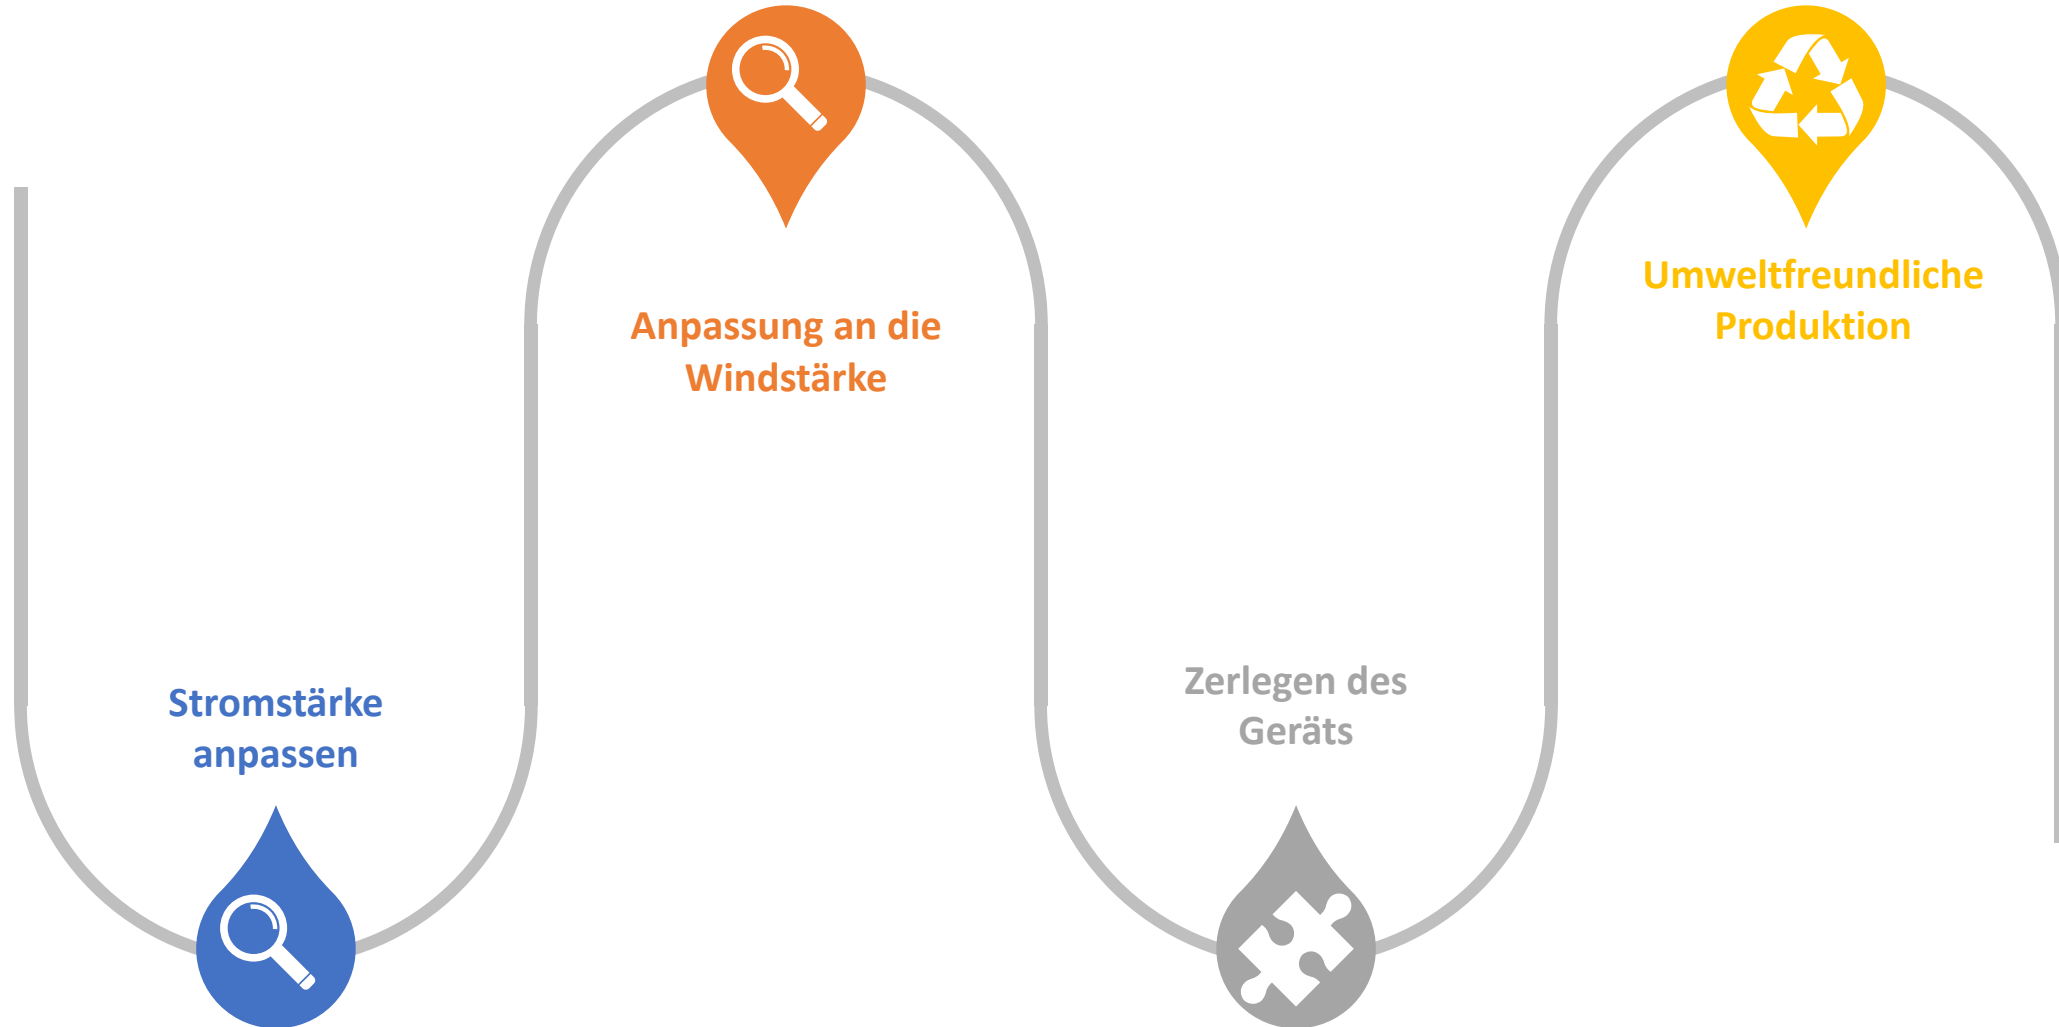 Stromstärke
anpassen
Anpassung an die
Windstärke
Zerlegen des
Geräts
Umweltfreundliche
Produktion